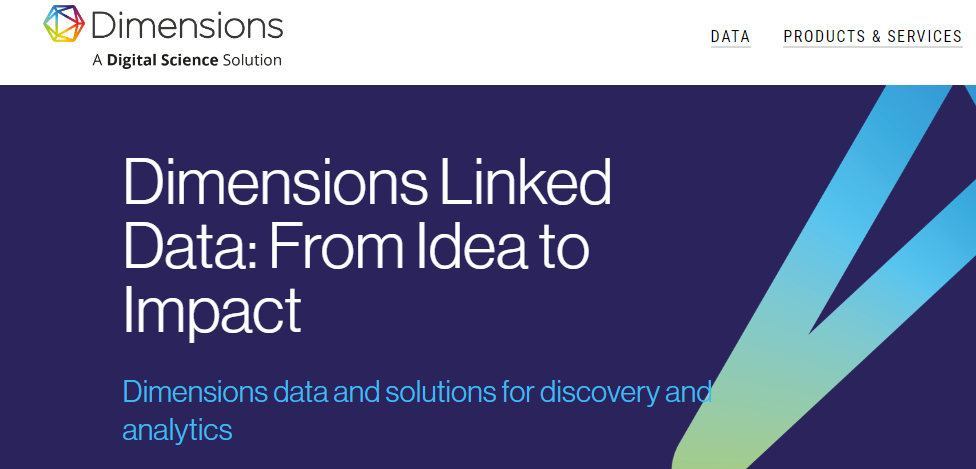 Dimensions
A Digital Science Solution
DATA
PRODUCTS & SERVICES
Dimensions Linked
Data: From Idea to
Impact
Dimensions data and solutions for discovery and
analytics